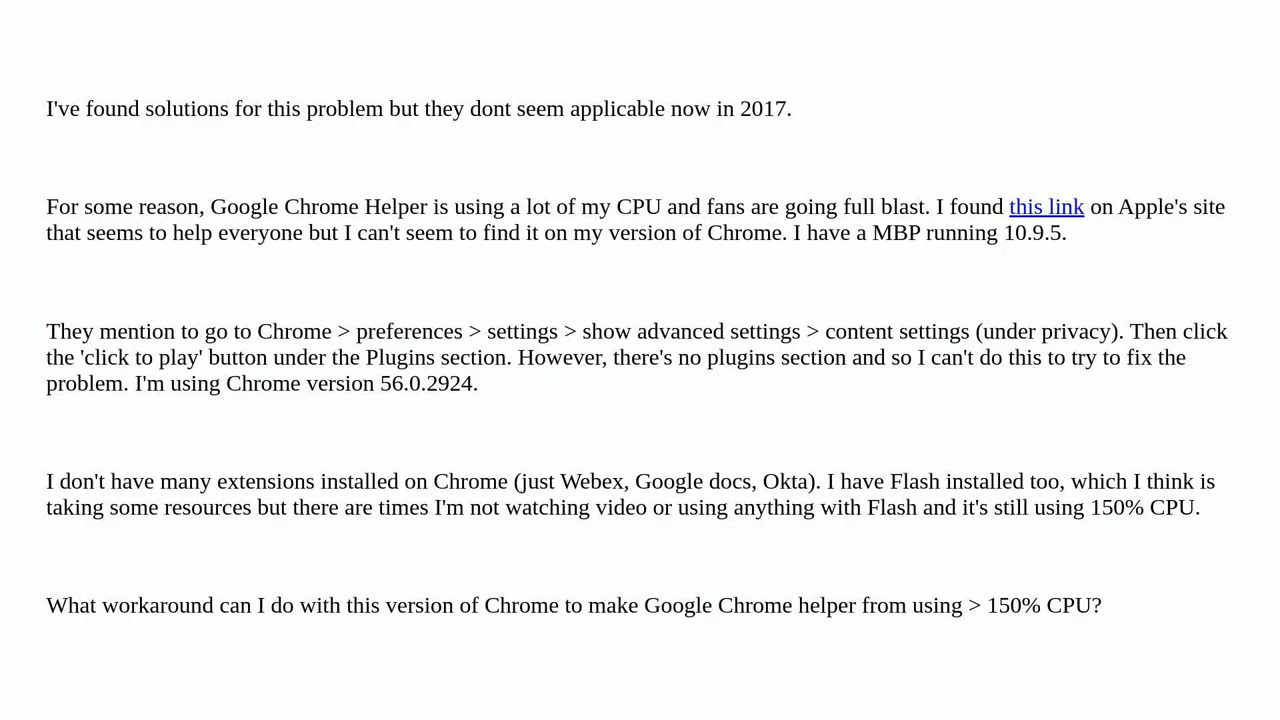 I've found solutions for this problem but they dont seem applicable now in 2017.
For some reason, Google Chrome Helper is using a lot of my CPU and fans are going full blast. I found this link on Apple's site
that seems to help everyone but I can't seem to find it on my version of Chrome. I have a MBP running 10.9.5.
They mention to go to Chrome > preferences > settings > show advanced settings > content settings (under privacy). Then click
the 'click to play' button under the Plugins section. However, there's no plugins section and so I can't do this to try to fix the
problem. I'm using Chrome version 56.0.2924.
I don't have many extensions installed on Chrome (just Webex, Google docs, Okta). I have Flash installed too, which I think is
taking some resources but there are times I'm not watching video or using anything with Flash and it's still using 150% CPU.
What workaround can I do with this version of Chrome to make Google Chrome helper from using > 150% CPU?